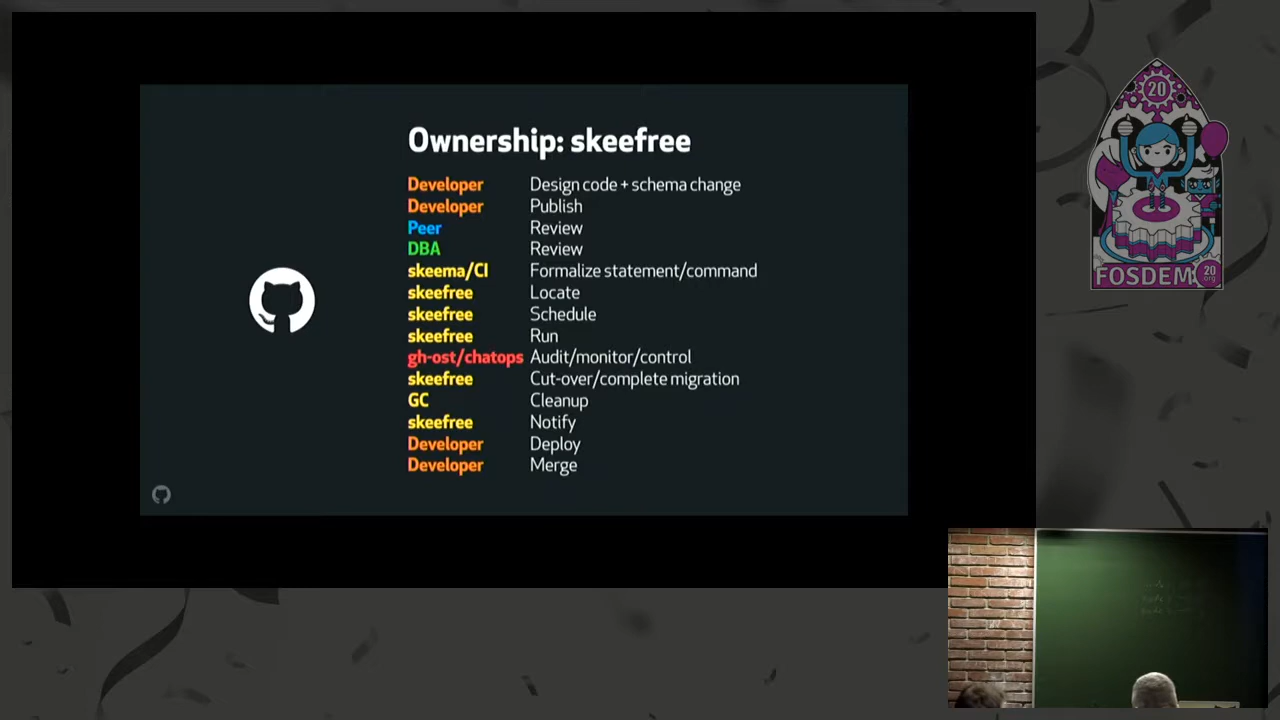 Ownership: skeefree
Developer Design code + schema change
Developer Publish
Peer Review
DBA Review
skeema/CI Formalize statement/command
skeefree Locate
skeefree Schedule
skeefree Run
gh-ost/chatops Audit/monitor/control
skeefree Cut-over/complete migration
GC Cleanup
skeefree Notify
Developer Deploy
Developer Merge
20
FOSDEM 20
.org